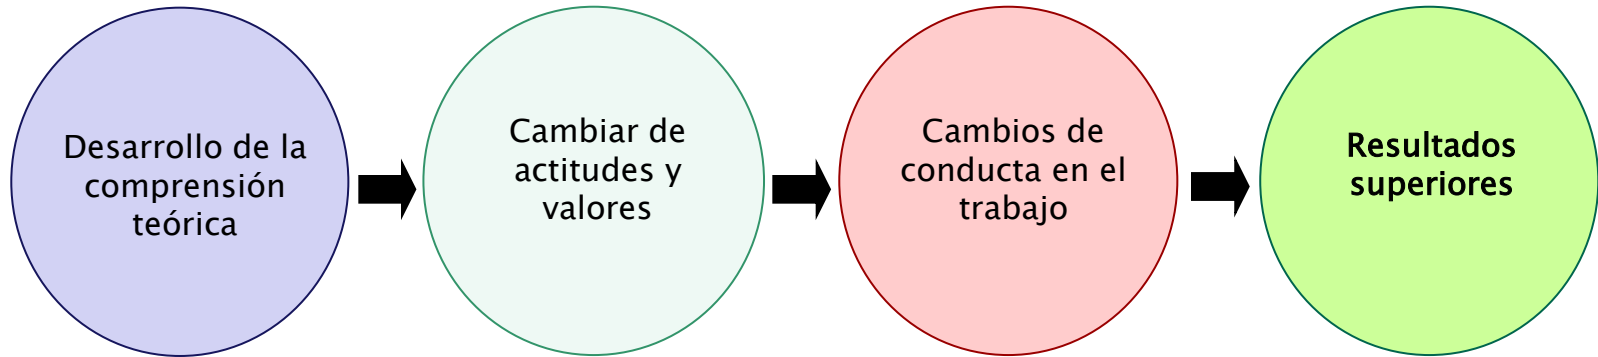 Desarrollo de la
comprensión
teórica
Cambiar de
actitudes y
valores
Cambios de
conducta en el
trabajo
Resultados
superiores